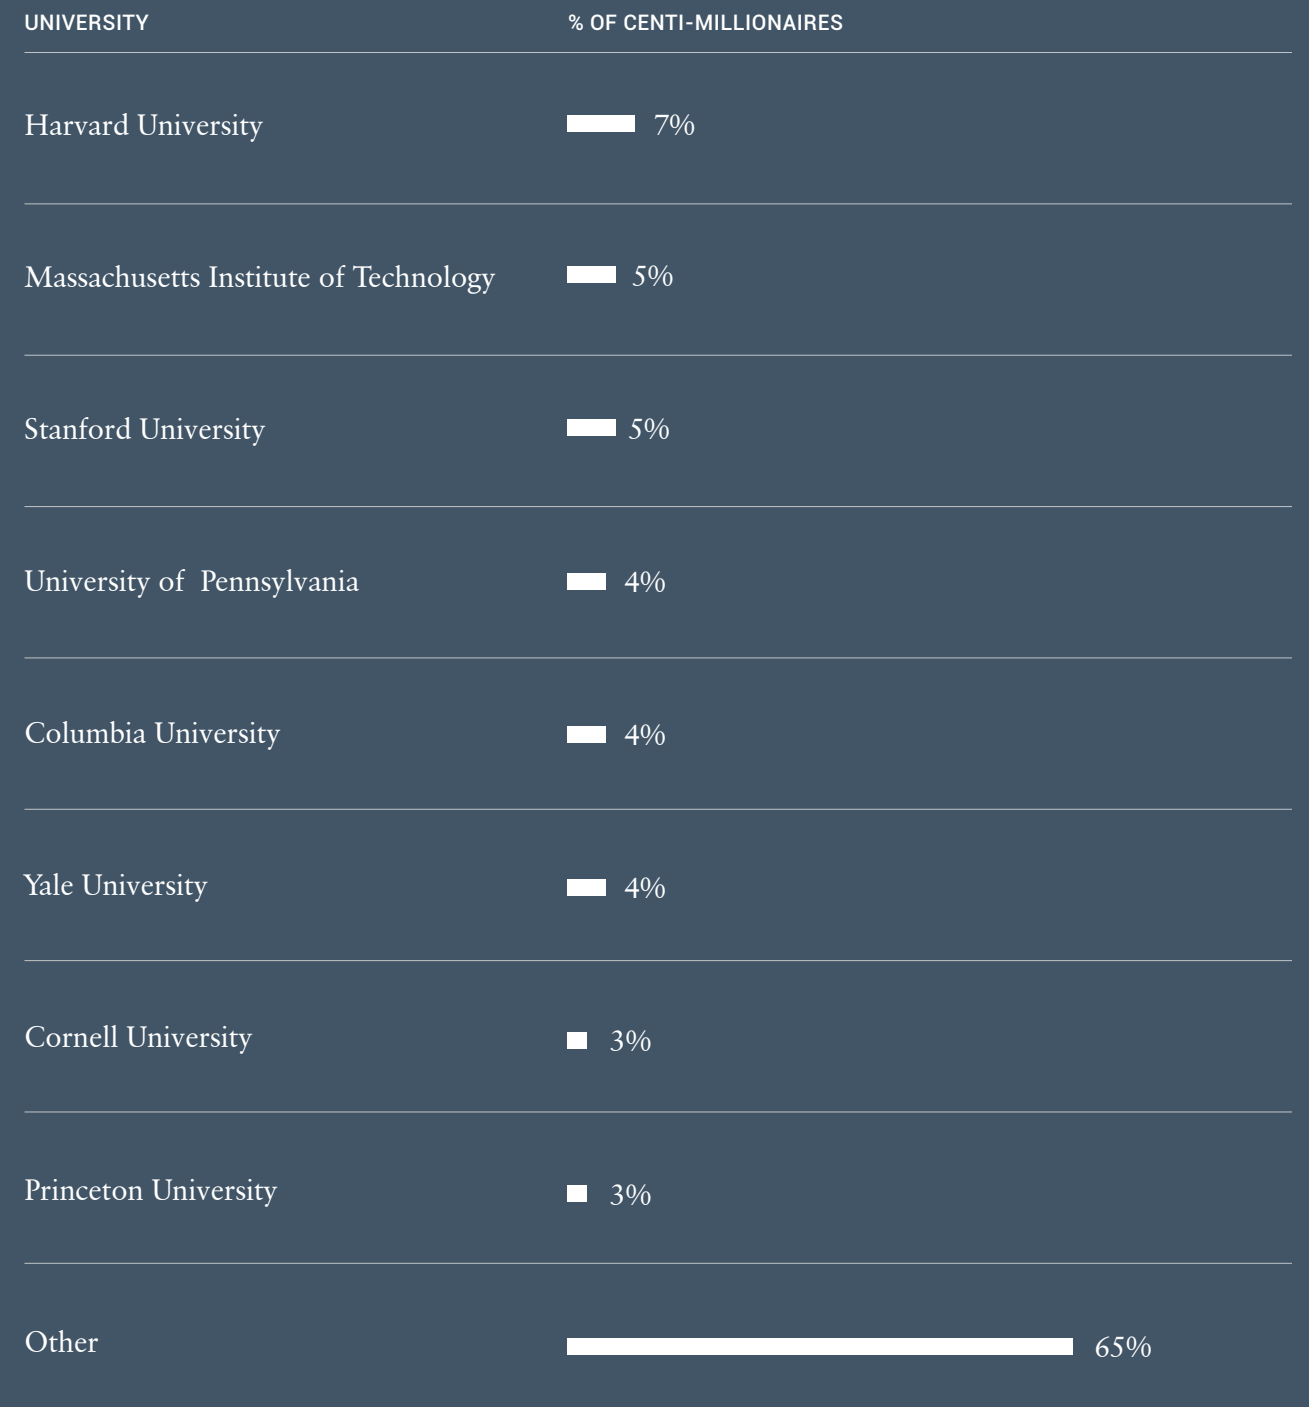 UNIVERSITY % OF CENTI-MILLIONAIRES
Harvard University 7%
Massachusetts Institute of Technology 5%
Stanford University 5%
University of  Pennsylvania 4%
Columbia University 4%
Yale University 4%
Cornell University 3%
Princeton University 3%
Other 65%